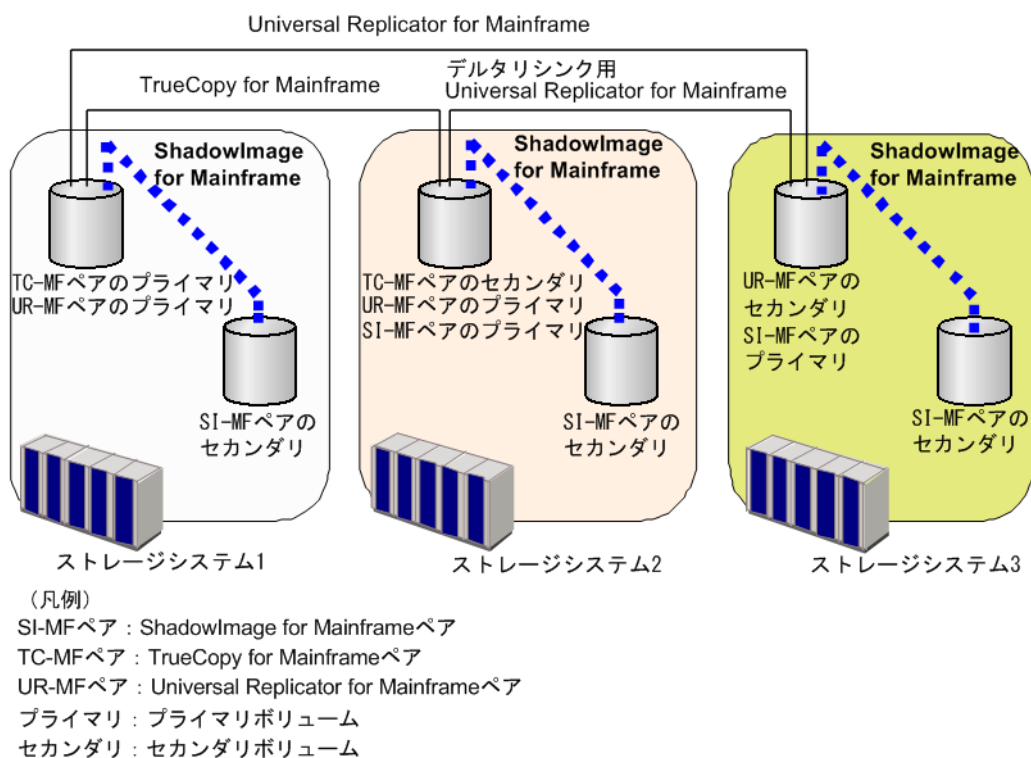 Universal Replicator for Mainframe
TrueCopy for Mainframe
デルタリシンク用
Universal Replicator for Mainframe
ShadowImage
for Mainframe
TC-MFペアのプライマリ
UR-MFペアのプライマリ
SI-MFペアの
セカンダリ
ストレージシステム1
ShadowImage
for Mainframe
TC-MFペアのセカンダリ
UR-MFペアのプライマリ
SI-MFペアのプライマリ
SI-MFペアの
セカンダリ
ストレージシステム2
ShadowImage
for Mainframe
UR-MFペアの
セカンダリ
SI-MFペアの
プライマリ
SI-MFペアの
セカンダリ
ストレージシステム3
（凡例）
SI-MFペア：ShadowImage for Mainframeペア
TC-MFペア：TrueCopy for Mainframeペア
UR-MFペア：Universal Replicator for Mainframeペア
プライマリ：プライマリボリューム
セカンダリ：セカンダリボリューム